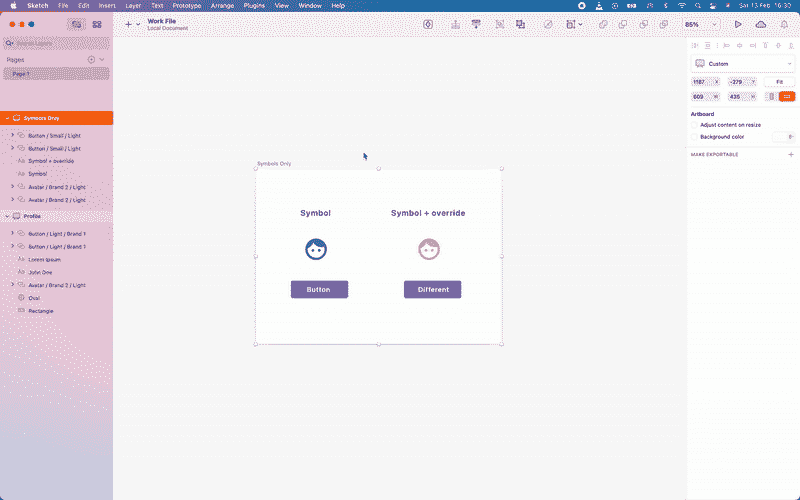 Sketch File Edit Insert Layer Text Prototype Arrange Plugins View Window Help
Sat 13 Feb 16:30
Work File
Local Document
85%
Search Layers
Pages
Page 1
Symbols Only
Button / Small / Light
Button / Small / Light
Symbol + override
Symbol
Avatar / Brand 2 / Light
Avatar / Brand 2 / Light
Profile
Button / Light / Brand 1
Button / Light / Brand 1
Lorem ipsum
John Doe
Avatar / Brand 2 / Light
Oval
Rectangle
Symbols Only
Symbol
Symbol + override
Button
Different
Custom
1187 X
-379 Y
Fit
609 W
435 H
Artboard
Adjust content on resize
Background color
MAKE EXPORTABLE